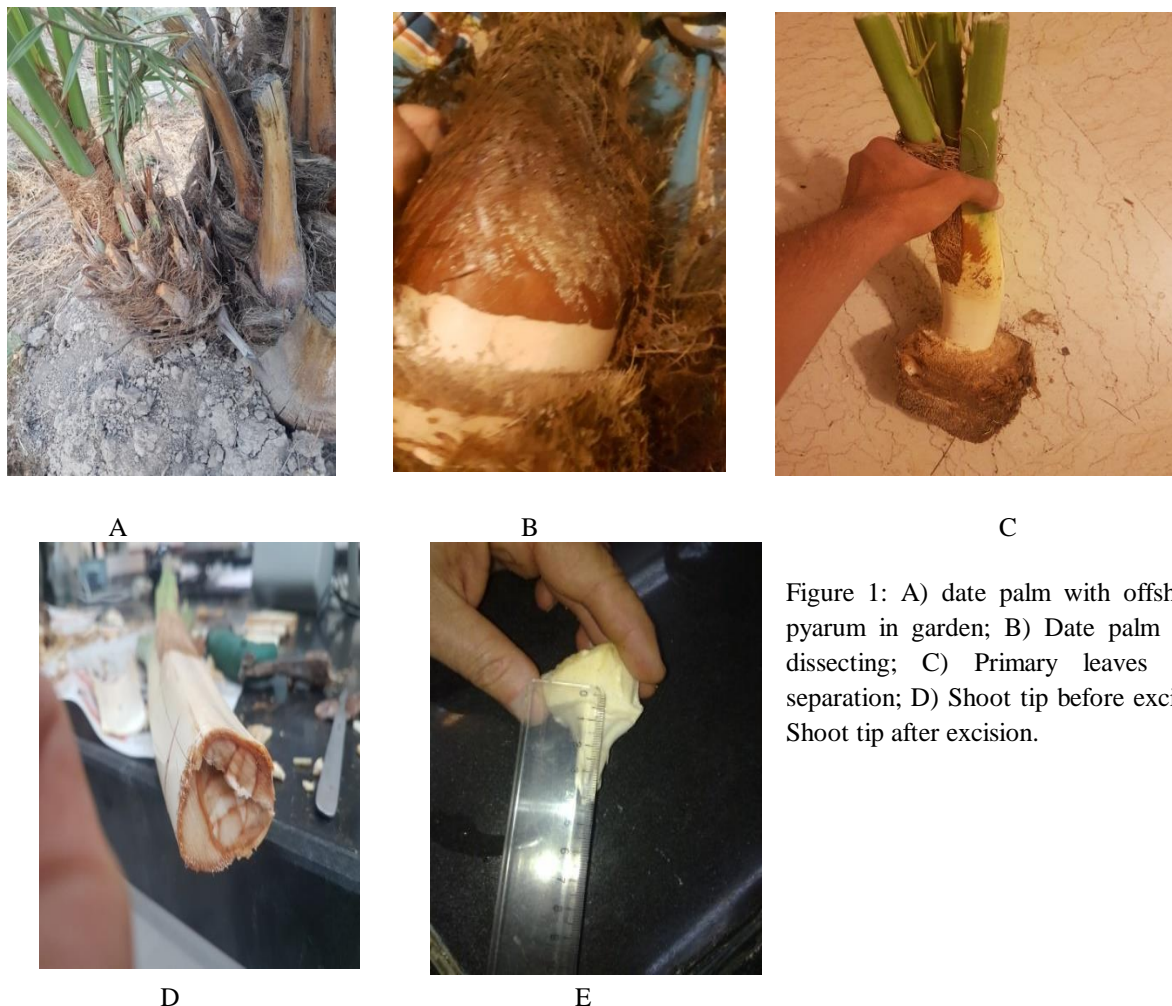 A
B
C
Figure 1: A) date palm with
pyarum in garden; B) Date palm
dissecting; C) Primary leaves
separation; D) Shoot tip before
Shoot tip after excision.
D
E